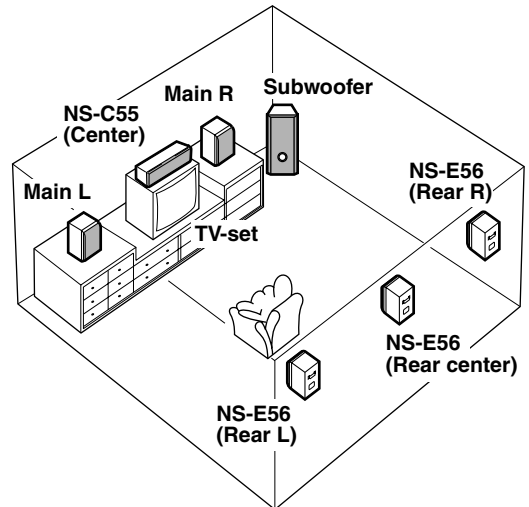 Main R
Subwoofer
NS-C55
(Center)
Main L
TV-set
NS-E56
(Rear R)
NS-E56
(Rear center)
NS-E56
(Rear L)